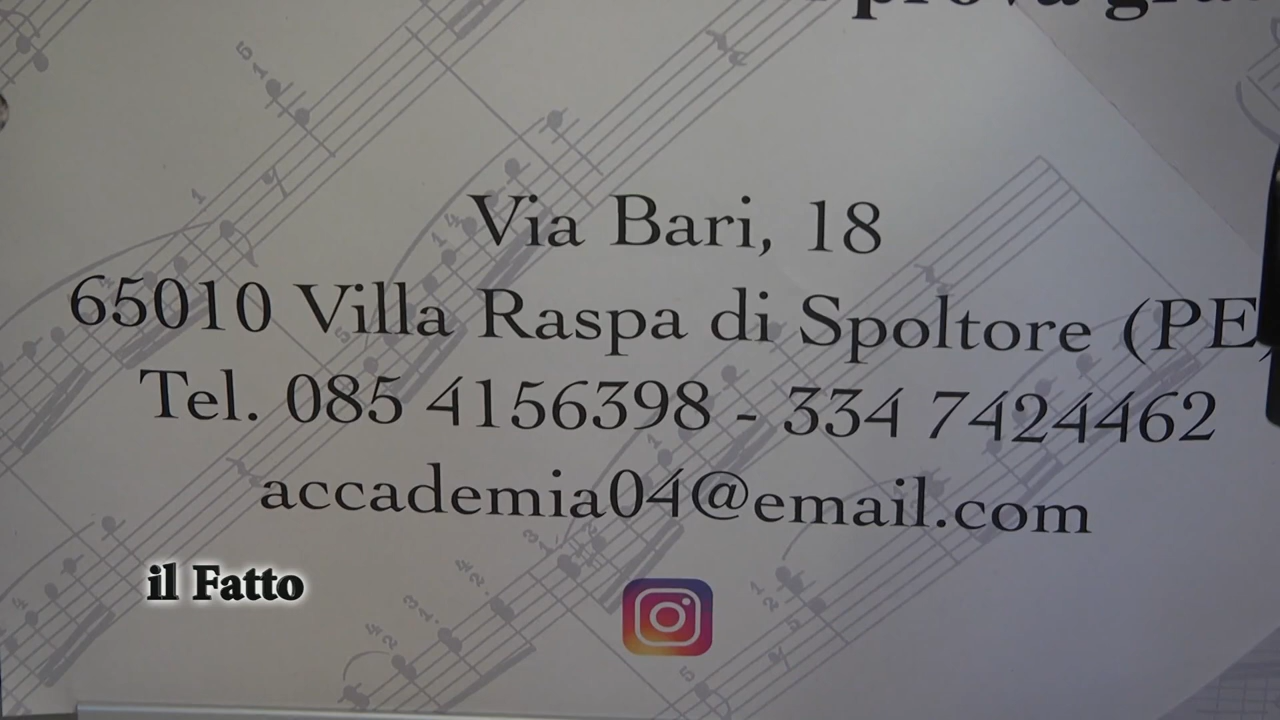 prova
Via Bari, 18
65010 Villa Raspa di Spoltore (PE)
Tel. 085 4156398 - 334 7424462
accademia04@email.com
il Fatto